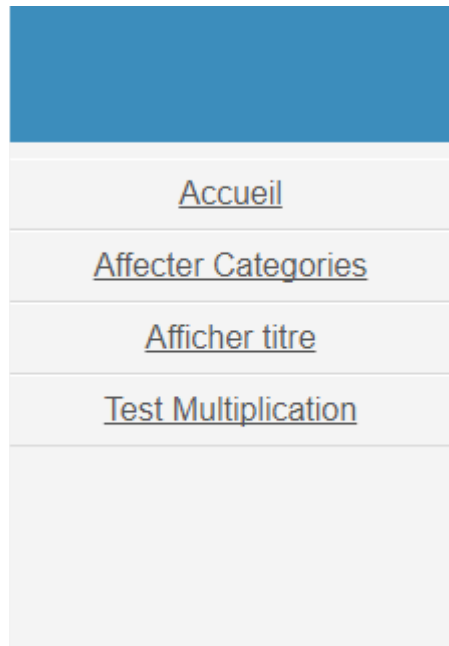 Accueil
Affecter Categories
Afficher titre
Test Multiplication